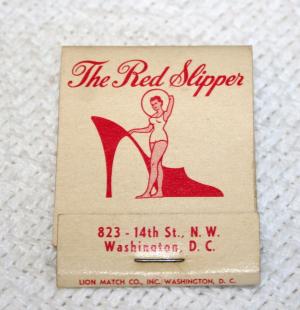 The Red Slipper
823 - 14th St., N. W.
Washington, D. C.
LION MATCH CO., INC. WASHINGTON, D. C.